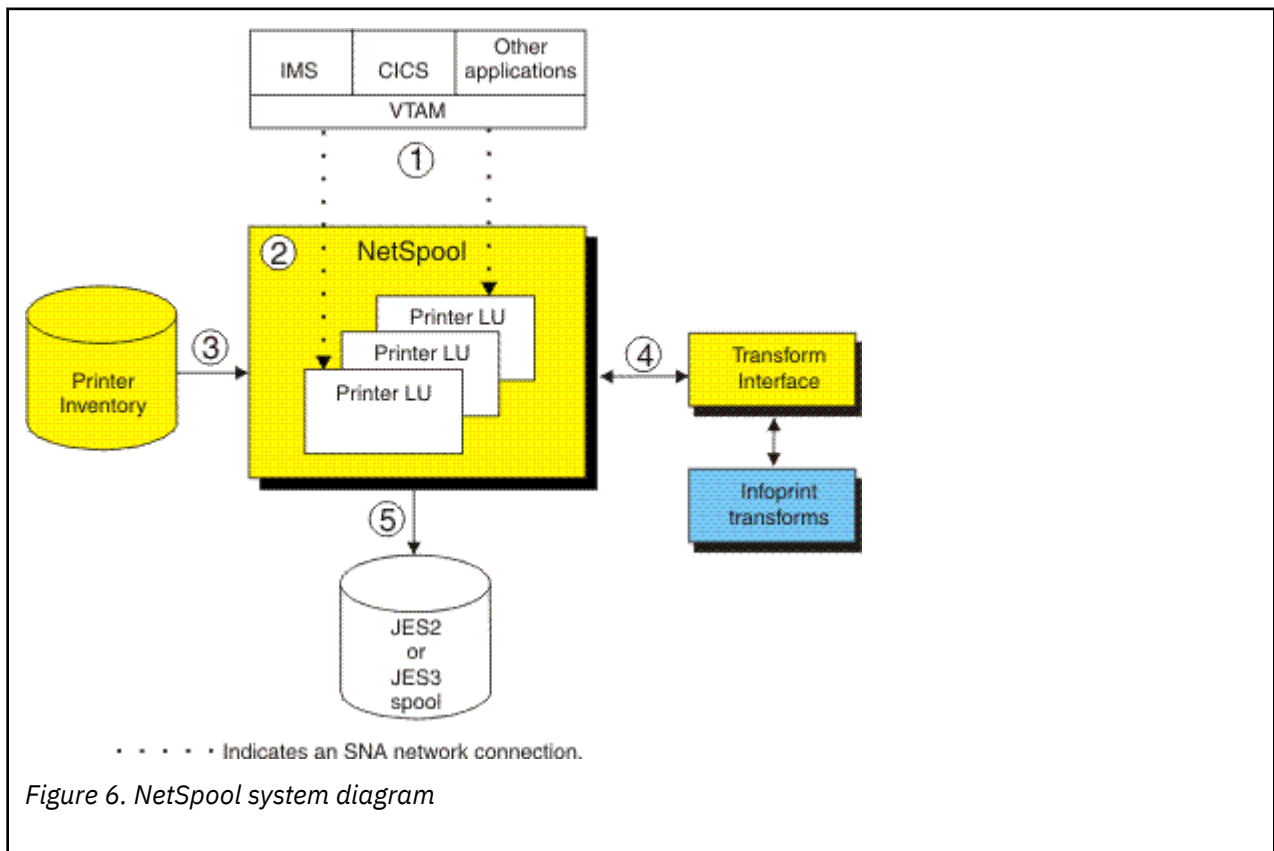 IMS
CICS
Other
applications
VTAM
①
②
NetSpool
Printer LU
Printer LU
Printer LU
③
Printer
Inventory
④
Transform
Interface
Infoprint
transforms
⑤
JES2
or
JES3
spool
· · · · · Indicates an SNA network connection.
Figure 6. NetSpool system diagram